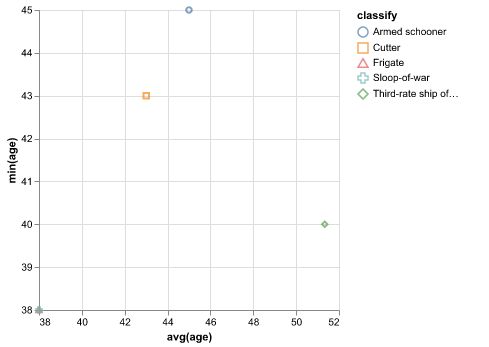 45
44
43
42
41
40
39
38
min(age)
38 40 42 44 46 48 50 52
avg(age)
classify
Armed schooner
Cutter
Frigate
Sloop-of-war
Third-rate ship of…